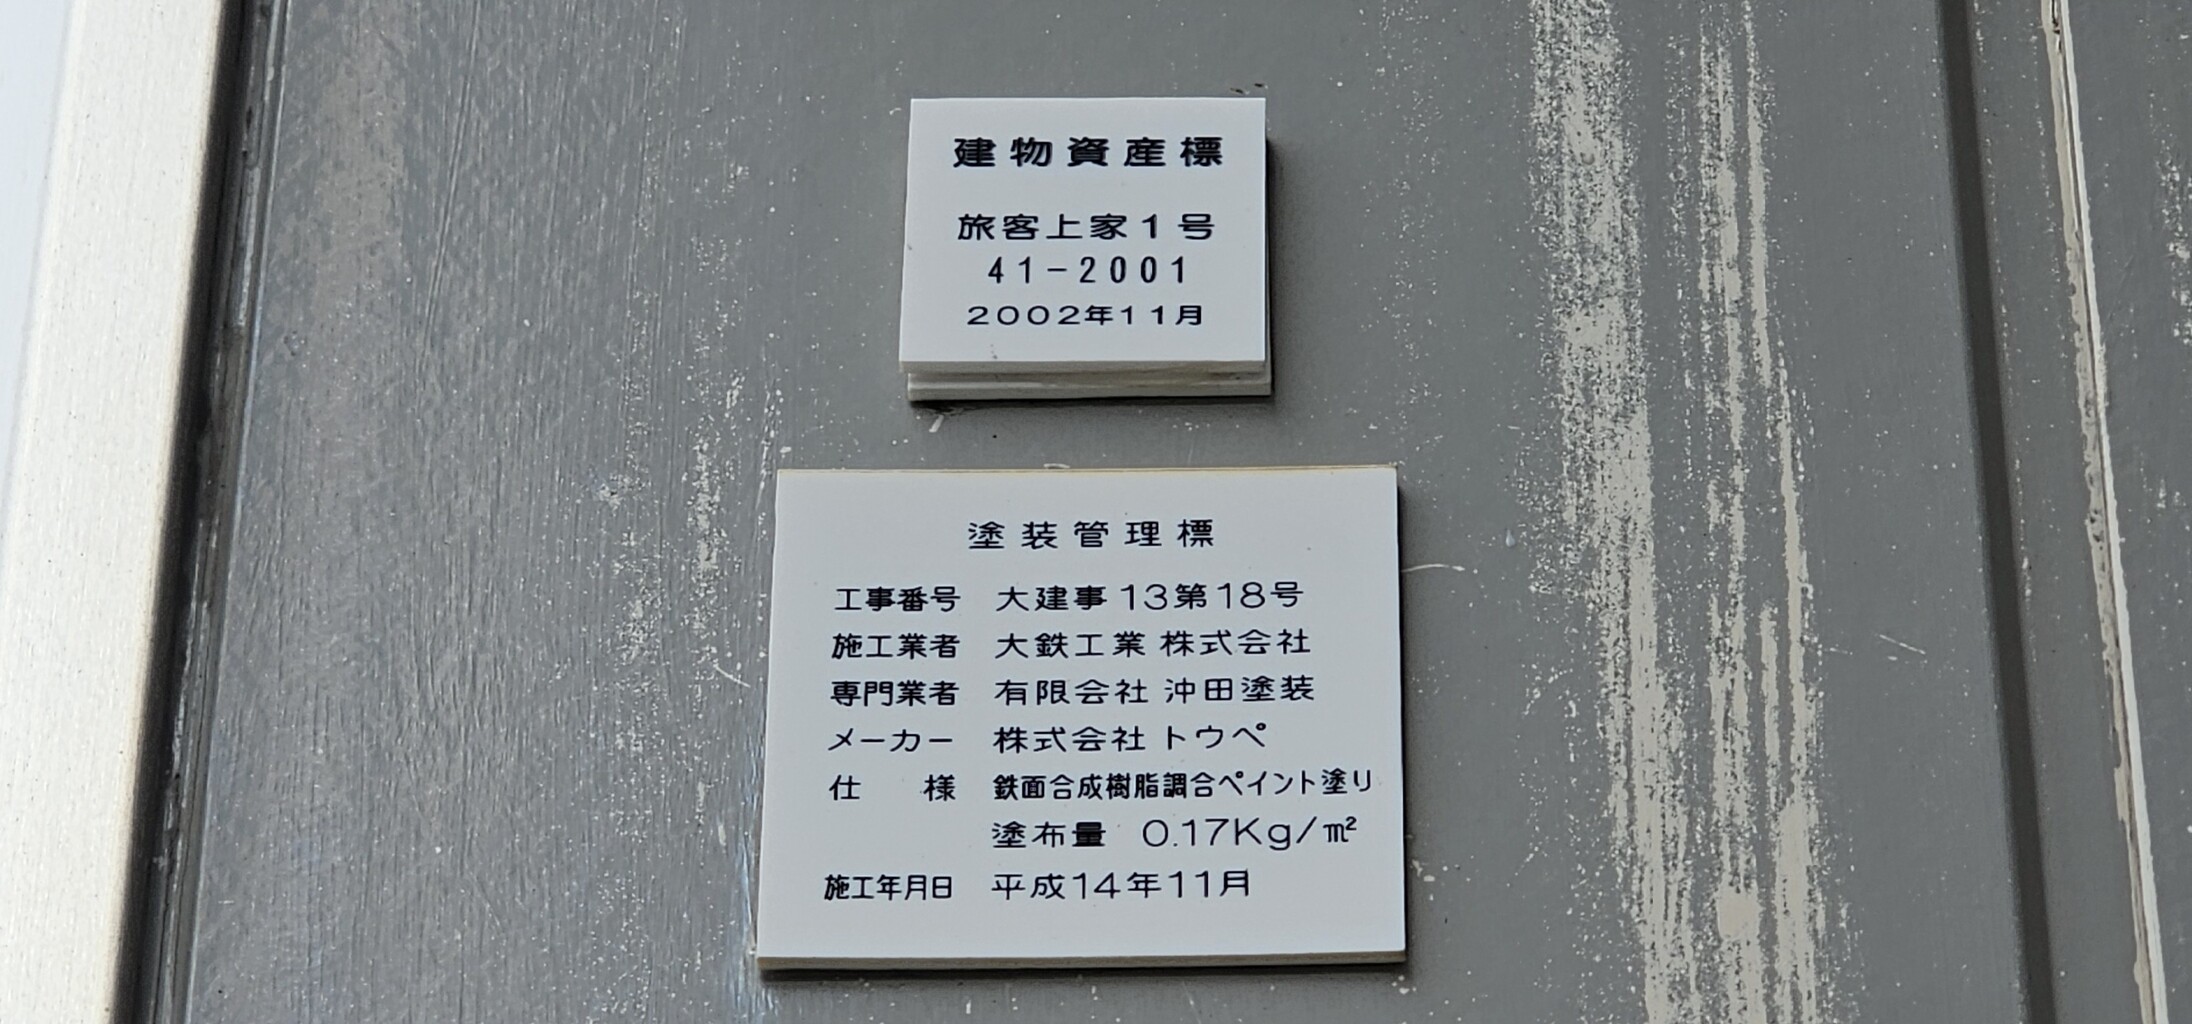 建物資産標
旅客上家1号
41-2001
2002年11月
塗装管理標
工事番号 大建事13第18号
施工業者 大鉄工業 株式会社
専門業者 有限会社 沖田塗装
メーカー 株式会社 トウペ
仕様 鉄面合成樹脂調合ペイント塗り
塗布量 0.17Kg/㎡
施工年月日 平成14年11月